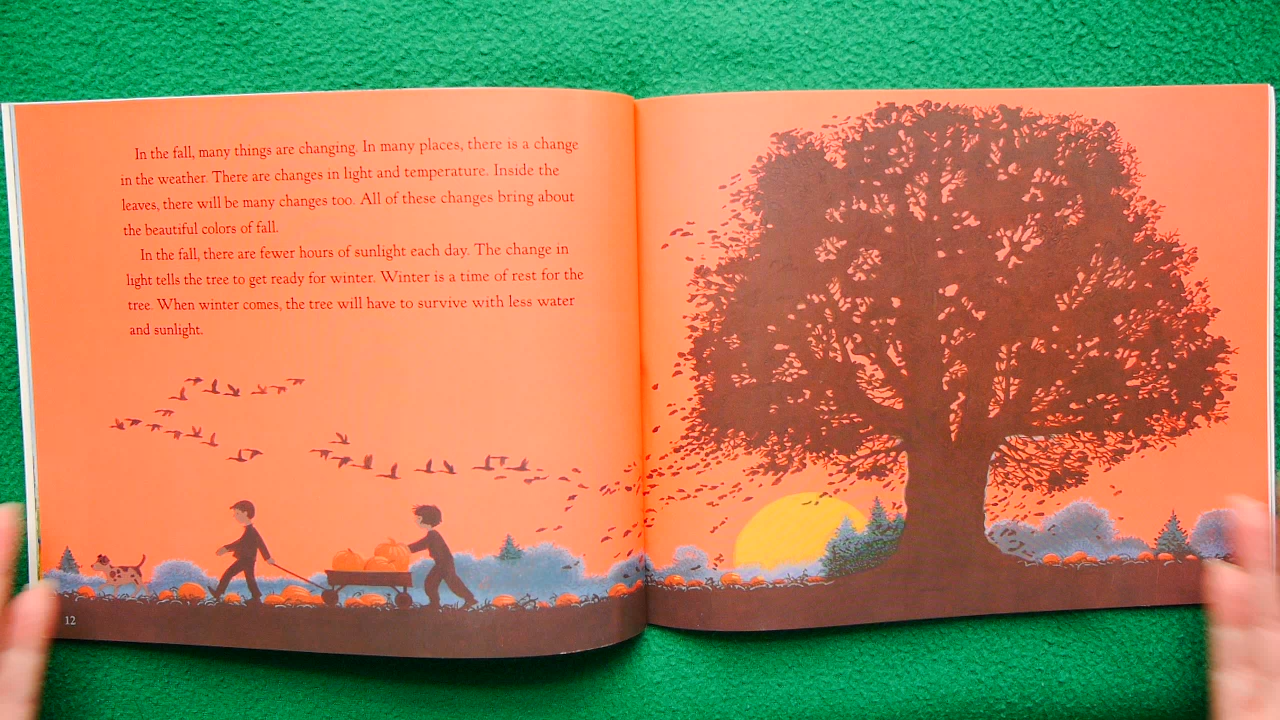 In the fall, many things are changing. In many places, there is a change
in the weather. There are changes in light and temperature. Inside the
leaves, there will be many changes too. All of these changes bring about
the beautiful colors of fall.
In the fall, there are fewer hours of sunlight each day. The change in
light tells the tree to get ready for winter. Winter is a time of rest for the
tree. When winter comes, the tree will have to survive with less water
and sunlight.
12